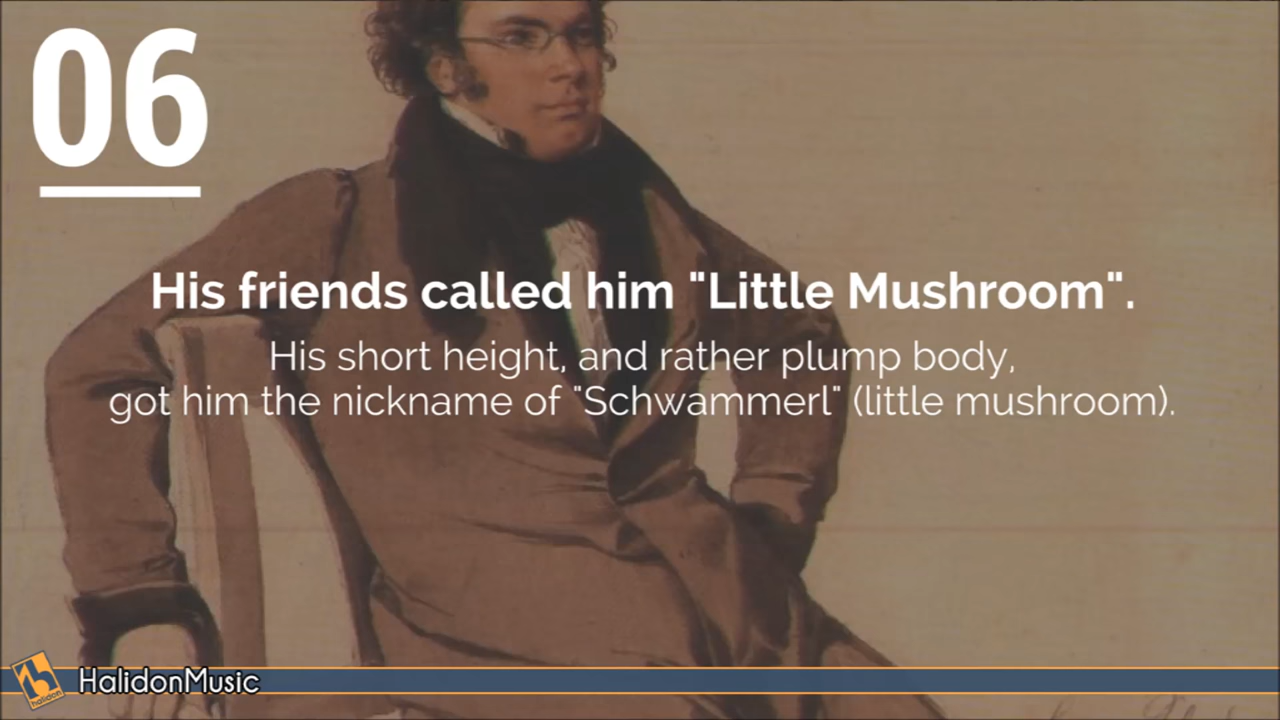 06
His friends called him "Little Mushroom".
His short height, and rather plump body,
got him the nickname of "Schwammerl" (little mushroom).
halidon
HalidonMusic